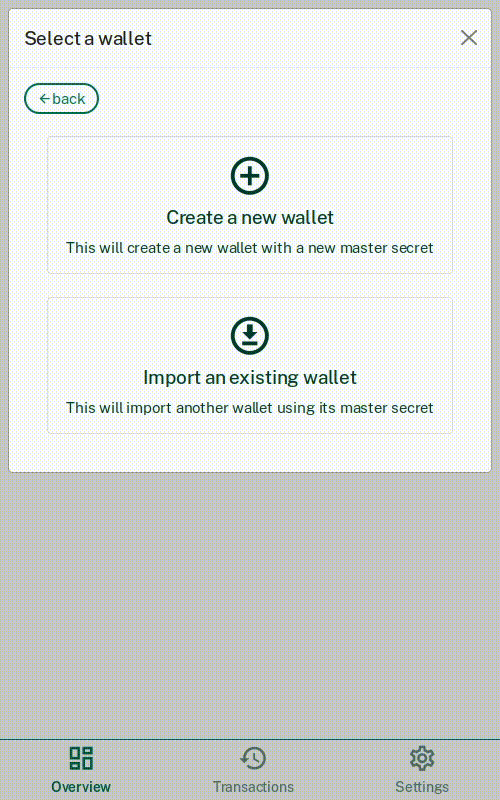 Select a wallet
back
Create a new wallet
This will create a new wallet with a new master secret
Import an existing wallet
This will import another wallet using its master secret
Overview
Transactions
Settings